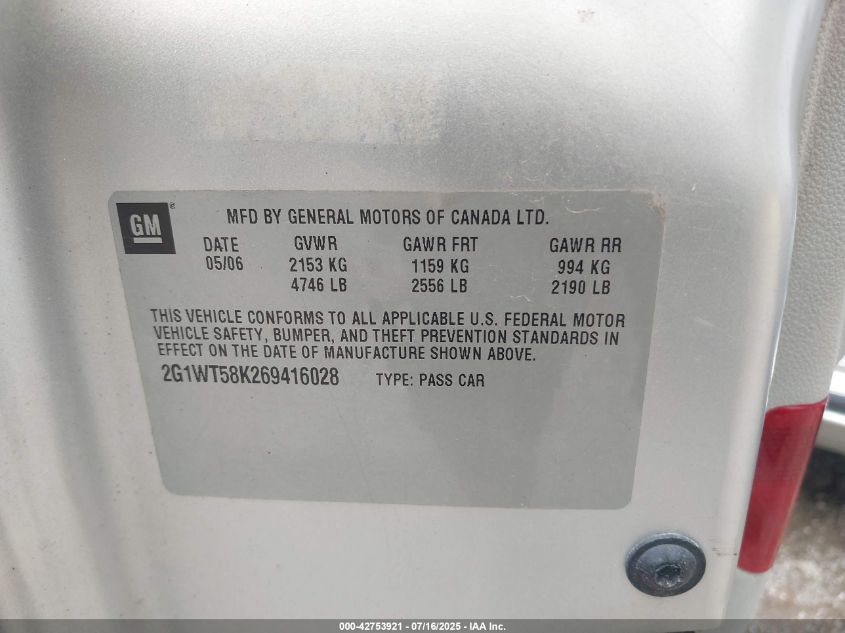 GM®
MFD BY GENERAL MOTORS OF CANADA LTD.
DATE GVWR GAWR FRT GAWR RR
05/06 2153 KG 1159 KG 994 KG
4746 LB 2556 LB 2190 LB
THIS VEHICLE CONFORMS TO ALL APPLICABLE U.S. FEDERAL MOTOR
VEHICLE SAFETY, BUMPER, AND THEFT PREVENTION STANDARDS IN
EFFECT ON THE DATE OF MANUFACTURE SHOWN ABOVE.
2G1WT58K269416028 TYPE: PASS CAR
000-42753921 - 07/16/2025 - IAA Inc.